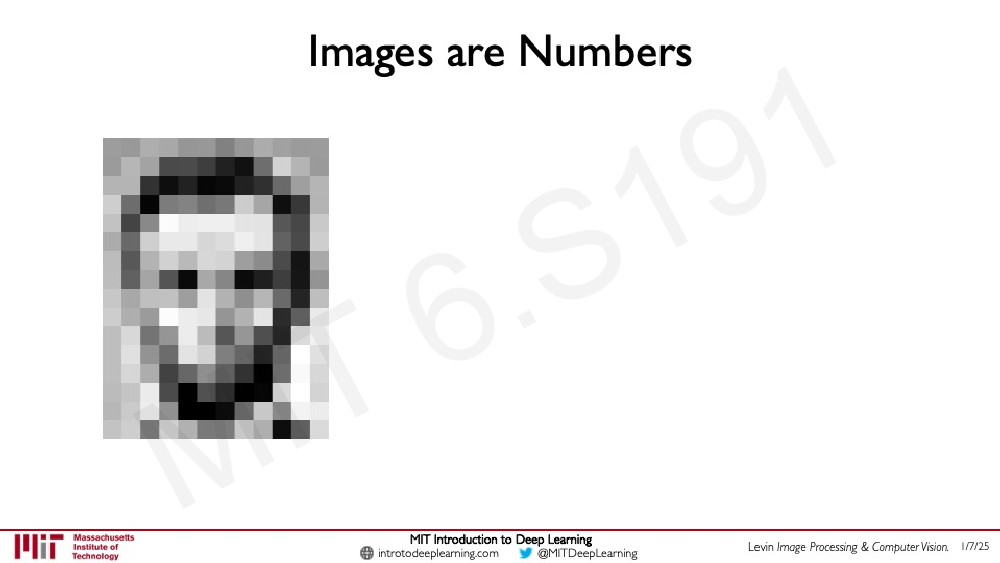 Images are Numbers
MIT 6.S191
Massachusetts
Institute of
Technology
MIT Introduction to Deep Learning
introtodeeplearning.com @MITDeepLearning
Levin Image Processing & Computer Vision. 1/7/25